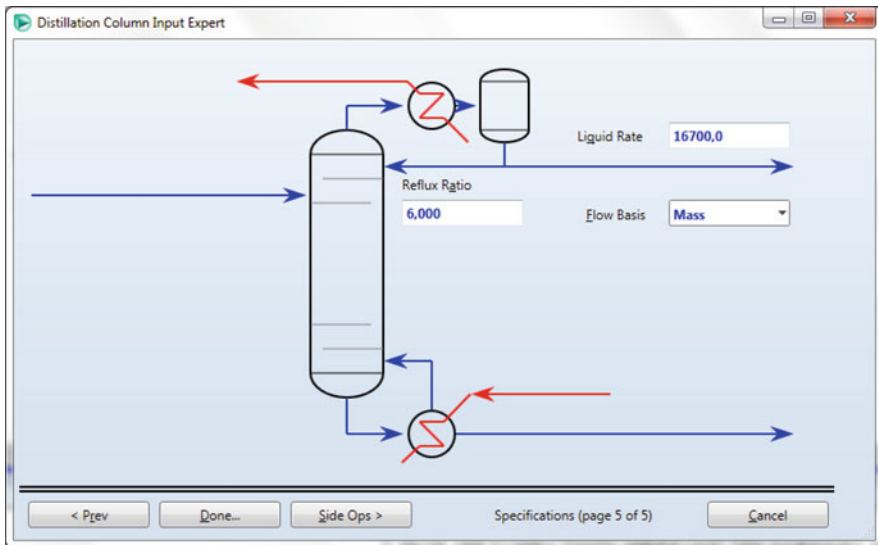 Distillation Column Input Expert
Liquid Rate 16700,0
Reflux Ratio
6,000 Flow Basis Mass
< Prev Done... Side Ops > Specifications (page 5 of 5) Cancel